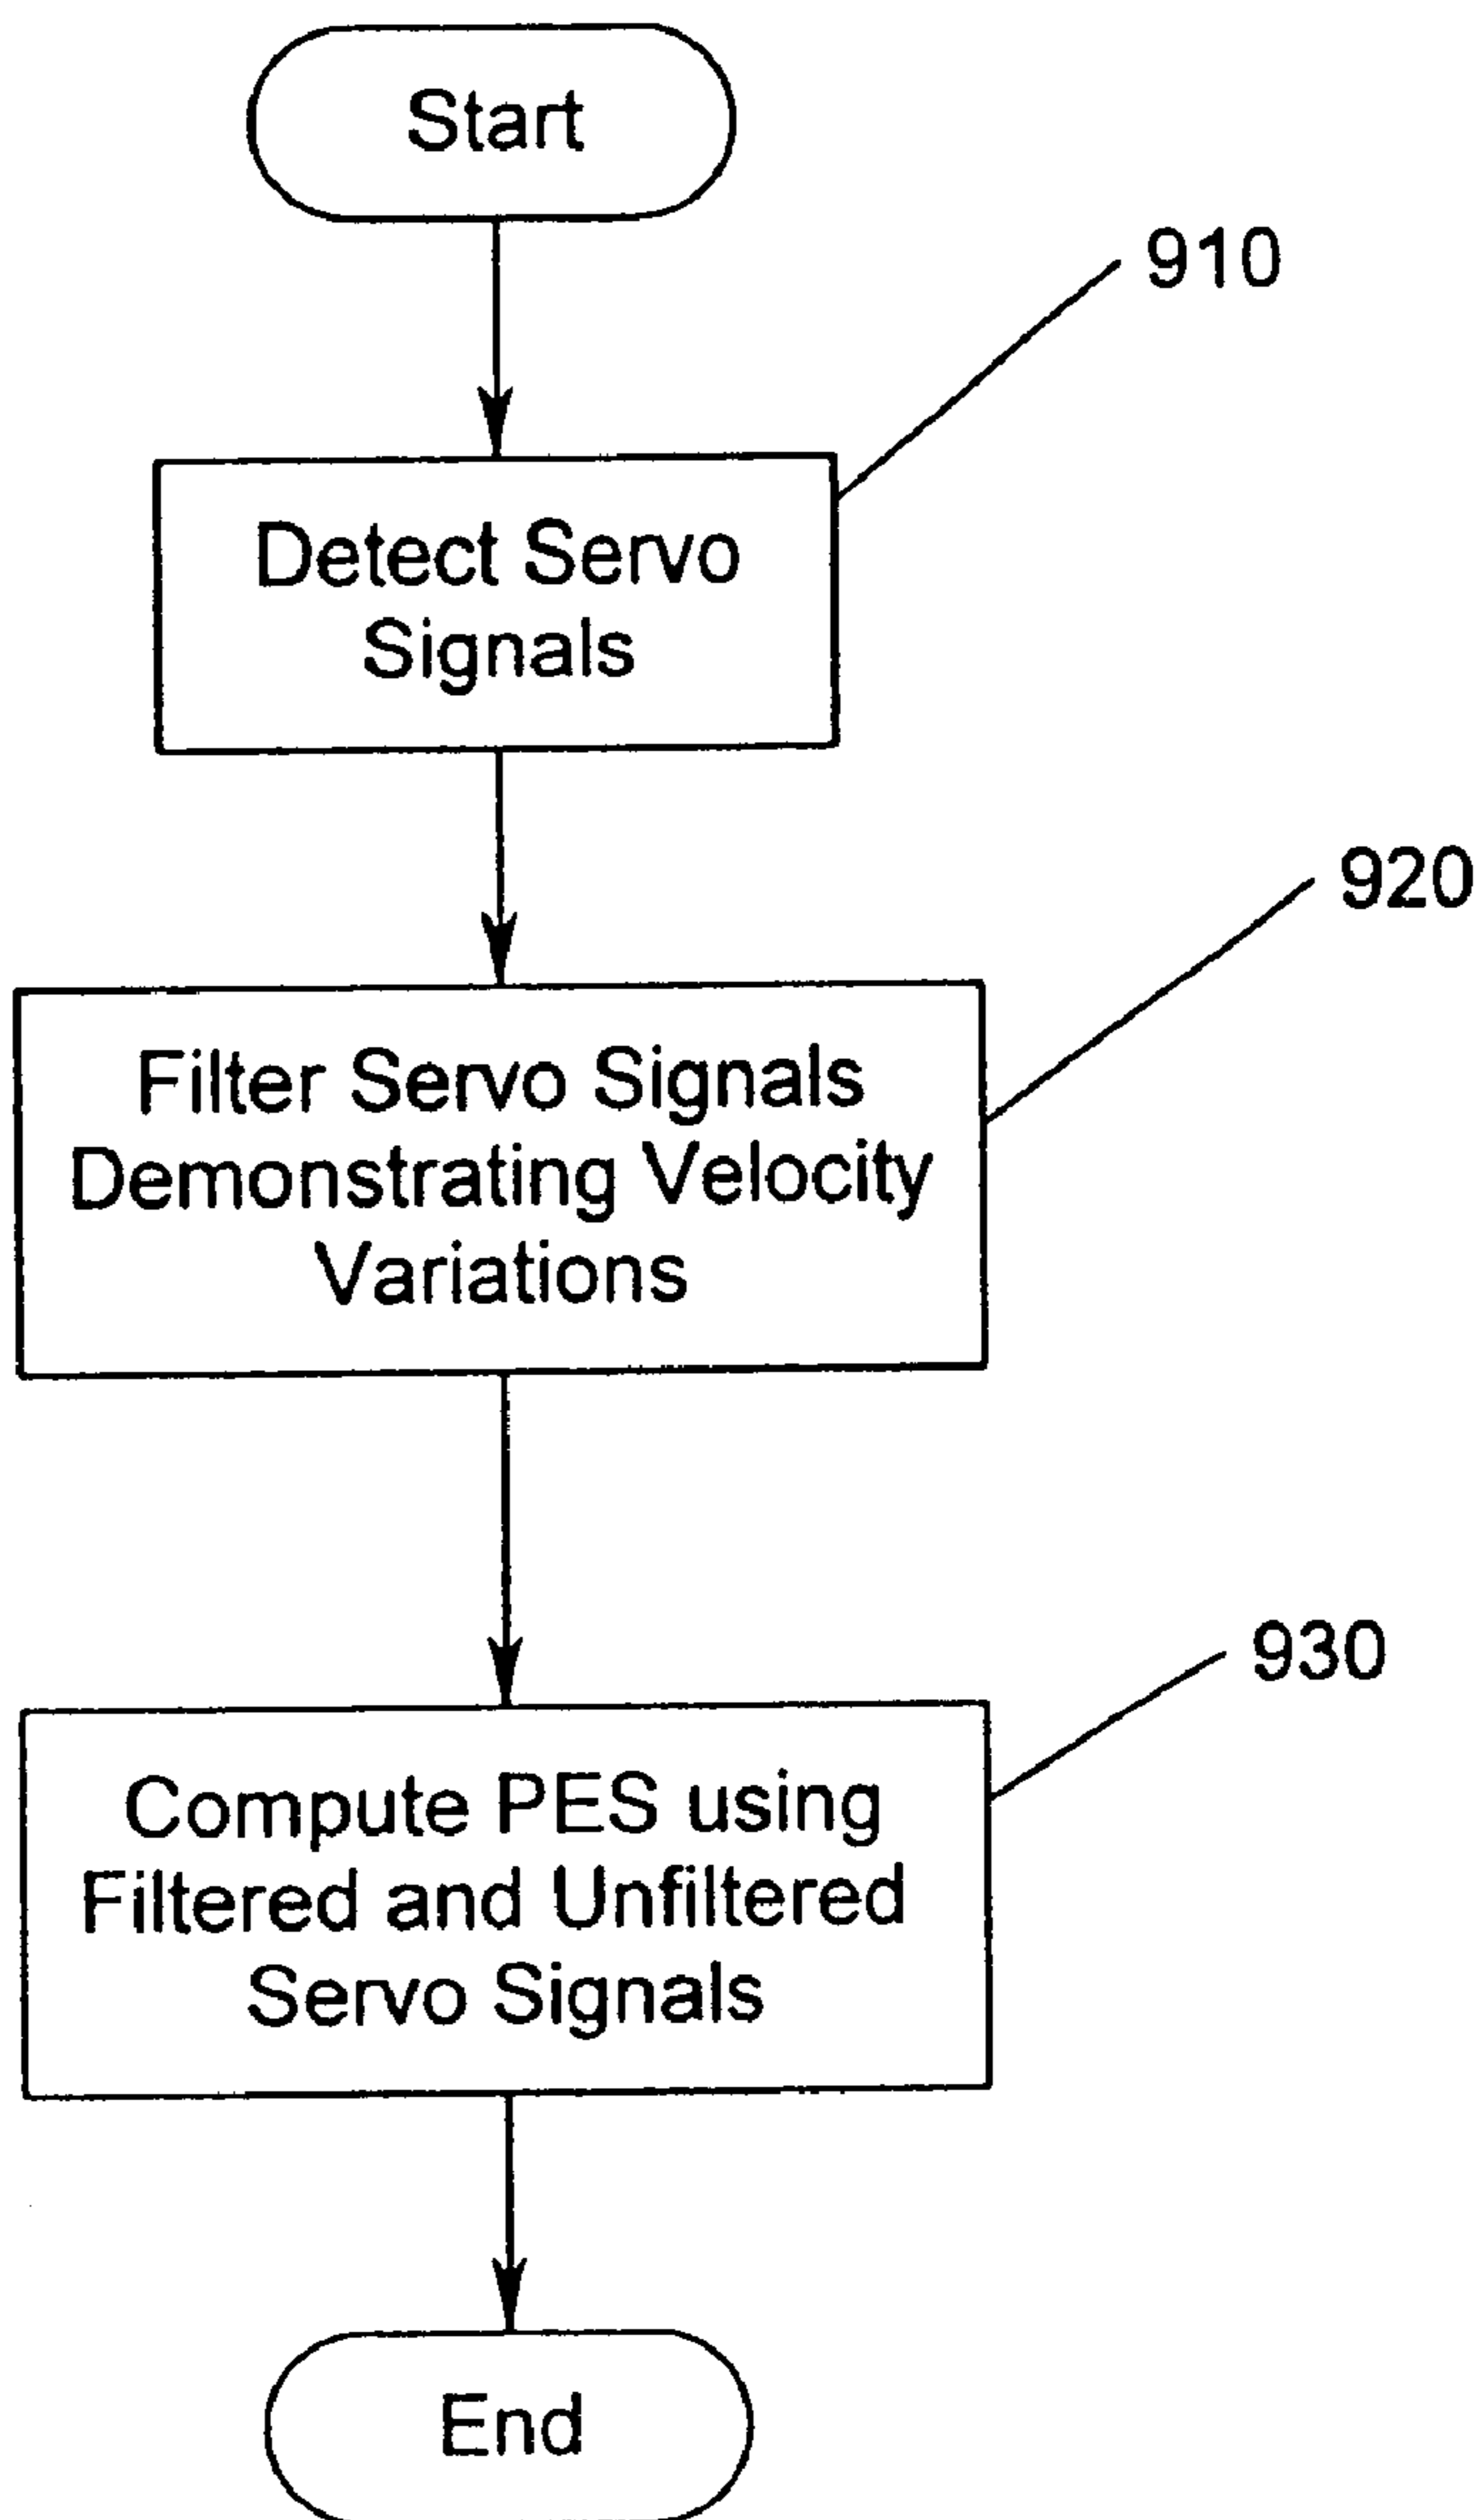 Start
910
Detect Servo
Signals
920
Filter Servo Signals
Demonstrating Velocity
Variations
930
Compute PES using
Filtered and Unfiltered
Servo Signals
End